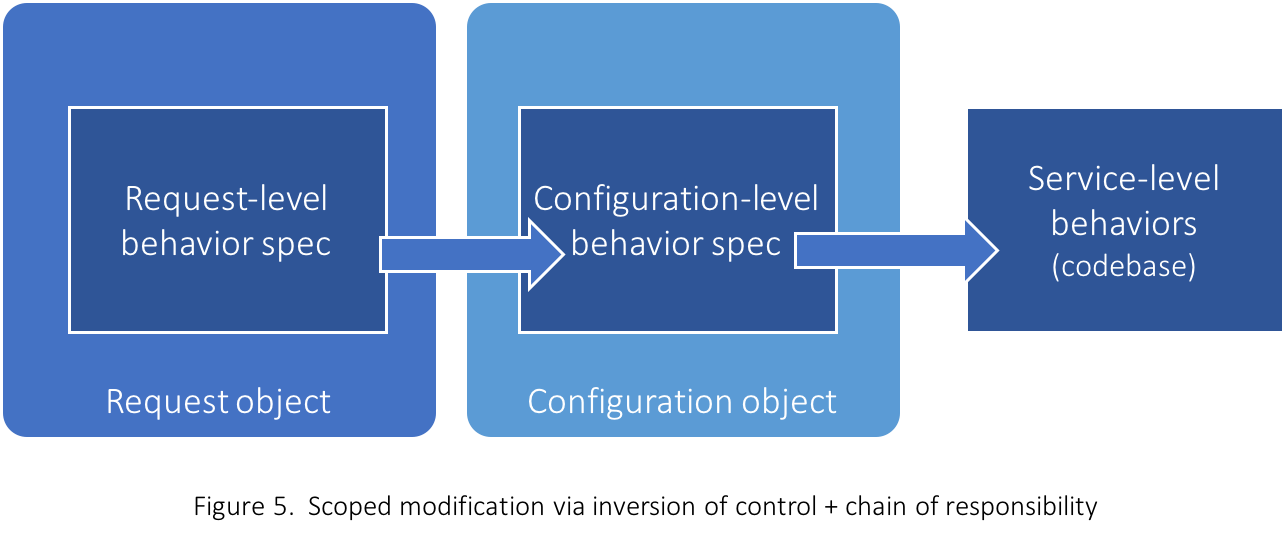 Request-level
behavior spec
Request object
Configuration-level
behavior spec
Configuration object
Service-level
behaviors
(codebase)
Figure 5.  Scoped modification via inversion of control + chain of responsibility